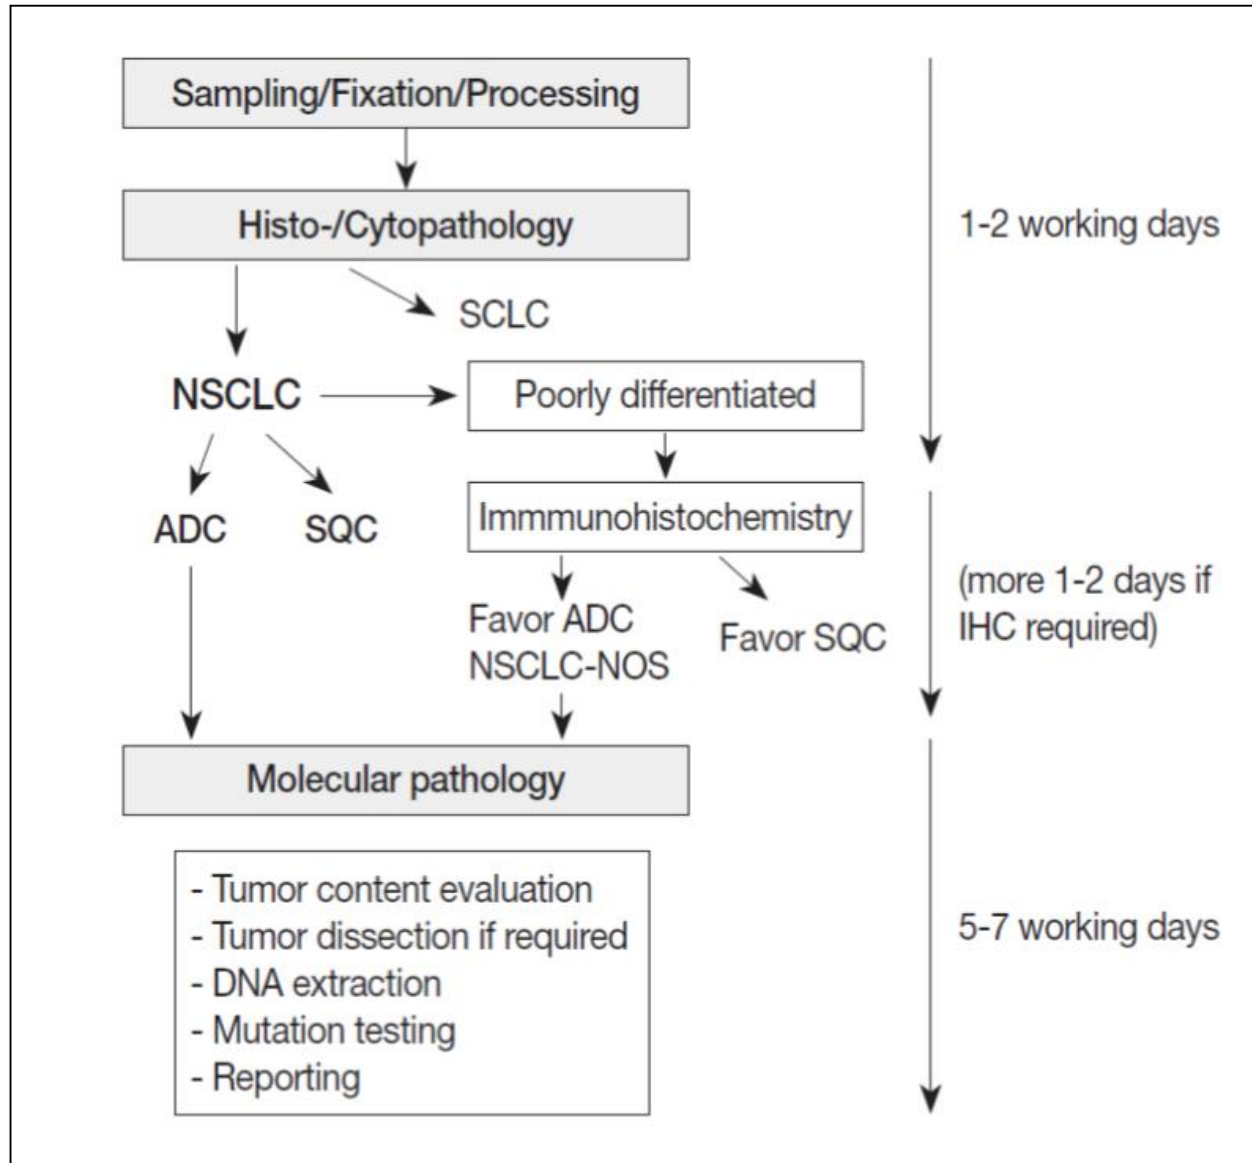 Sampling/Fixation/Processing
Histo-/Cytopathology
1-2 working days
SCLC
NSCLC
Poorly differentiated
ADC
SQC
Immmunohistochemistry
(more 1-2 days if
IHC required)
Favor ADC
NSCLC-NOS
Favor SQC
Molecular pathology
- Tumor content evaluation
- Tumor dissection if required
- DNA extraction
- Mutation testing
- Reporting
5-7 working days